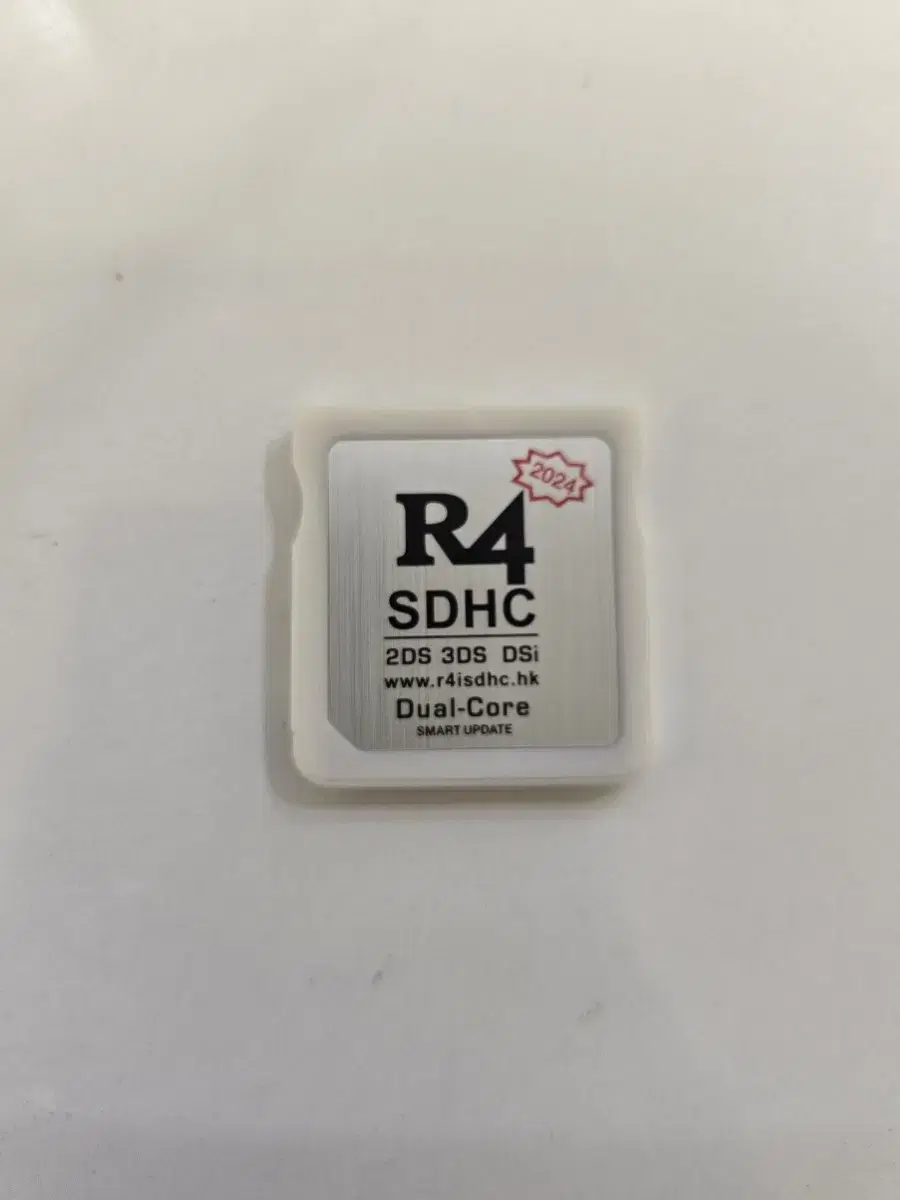 2024
R4
SDHC
2DS 3DS DSi
www.r4isdhc.hk
Dual-Core
SMART UPDATE